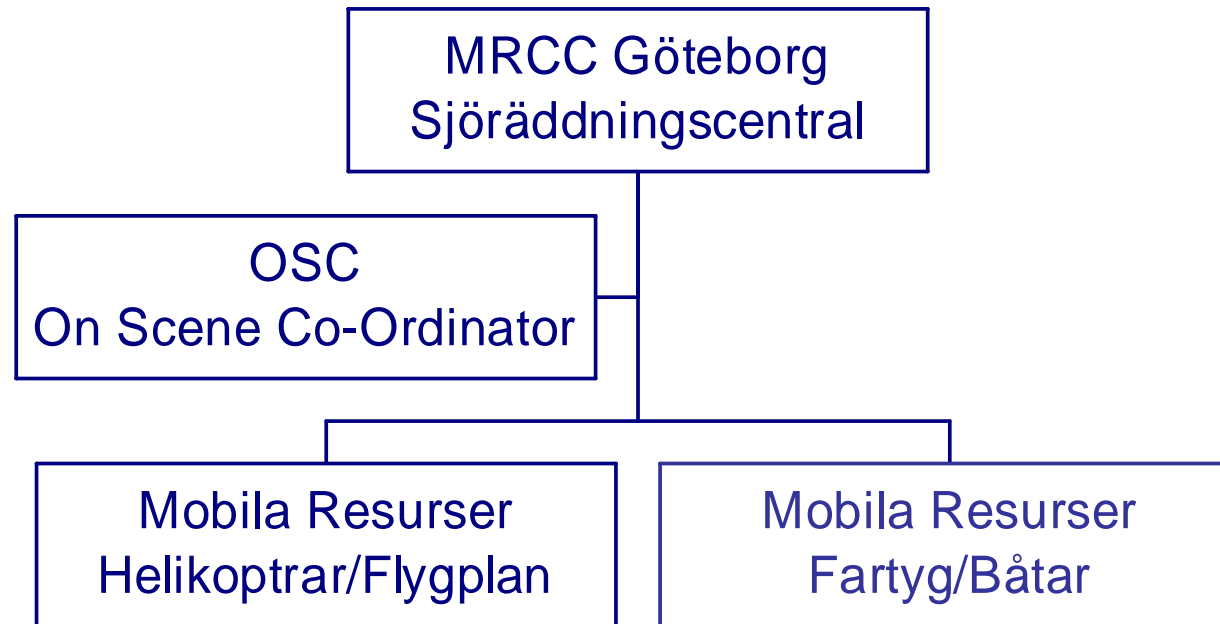 MRCC Göteborg
Sjöräddningscentral
OSC
On Scene Co-Ordinator
Mobila Resurser
Helikoptrar/Flygplan
Mobila Resurser
Fartyg/Båtar